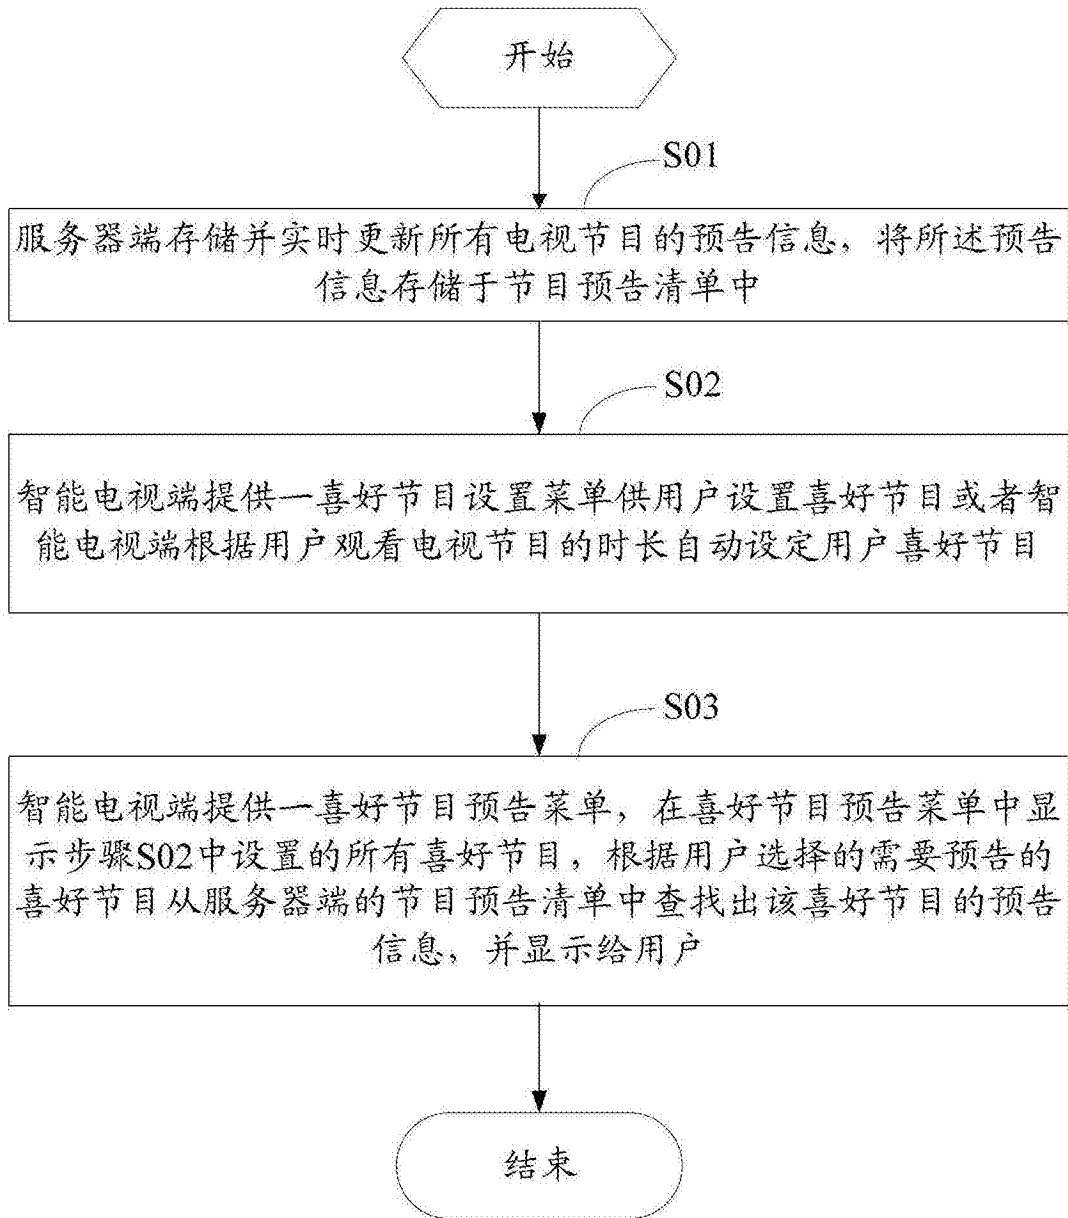 开始
S01
服务器端存储并实时更新所有电视节目的预告信息，将所述预告
信息存储于节目预告清单中
S02
智能电视端提供一喜好节目设置菜单供用户设置喜好节目或者智
能电视端根据用户观看电视节目的时长自动设定用户喜好节目
S03
智能电视端提供一喜好节目预告菜单，在喜好节目预告菜单中显
示步骤S02中设置的所有喜好节目，根据用户选择的需要预告的
喜好节目从服务器端的节目预告清单中查找出该喜好节目的预告
信息，并显示给用户
结束